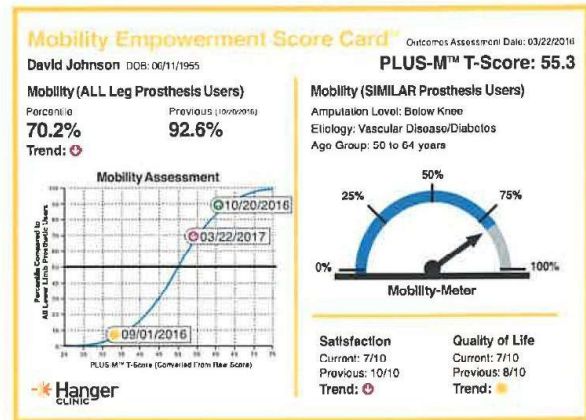 Mobility Empowerment Score Card™
Outcomes Assessment Date: 03/22/2016
David Johnson DOB: 06/11/1955
PLUS-M™ T-Score: 55.3
Mobility (ALL Leg Prosthesis Users)
Percentile
Previous (10/20/2016)
70.2%
92.6%
Trend:
Mobility Assessment
10/20/2016
03/22/2017
09/01/2016
Percentile Compared to
All Lower Limb Prosthetic Users
PLUS-M™ T-Score (Converted From Raw Score)
Hanger
CLINIC
Mobility (SIMILAR Prosthesis Users)
Amputation Level: Below Knee
Etiology: Vascular Disease/Diabetes
Age Group: 50 to 64 years
0%
25%
50%
75%
100%
Mobility-Meter
Satisfaction
Current: 7/10
Previous: 10/10
Trend:
Quality of Life
Current: 7/10
Previous: 8/10
Trend: